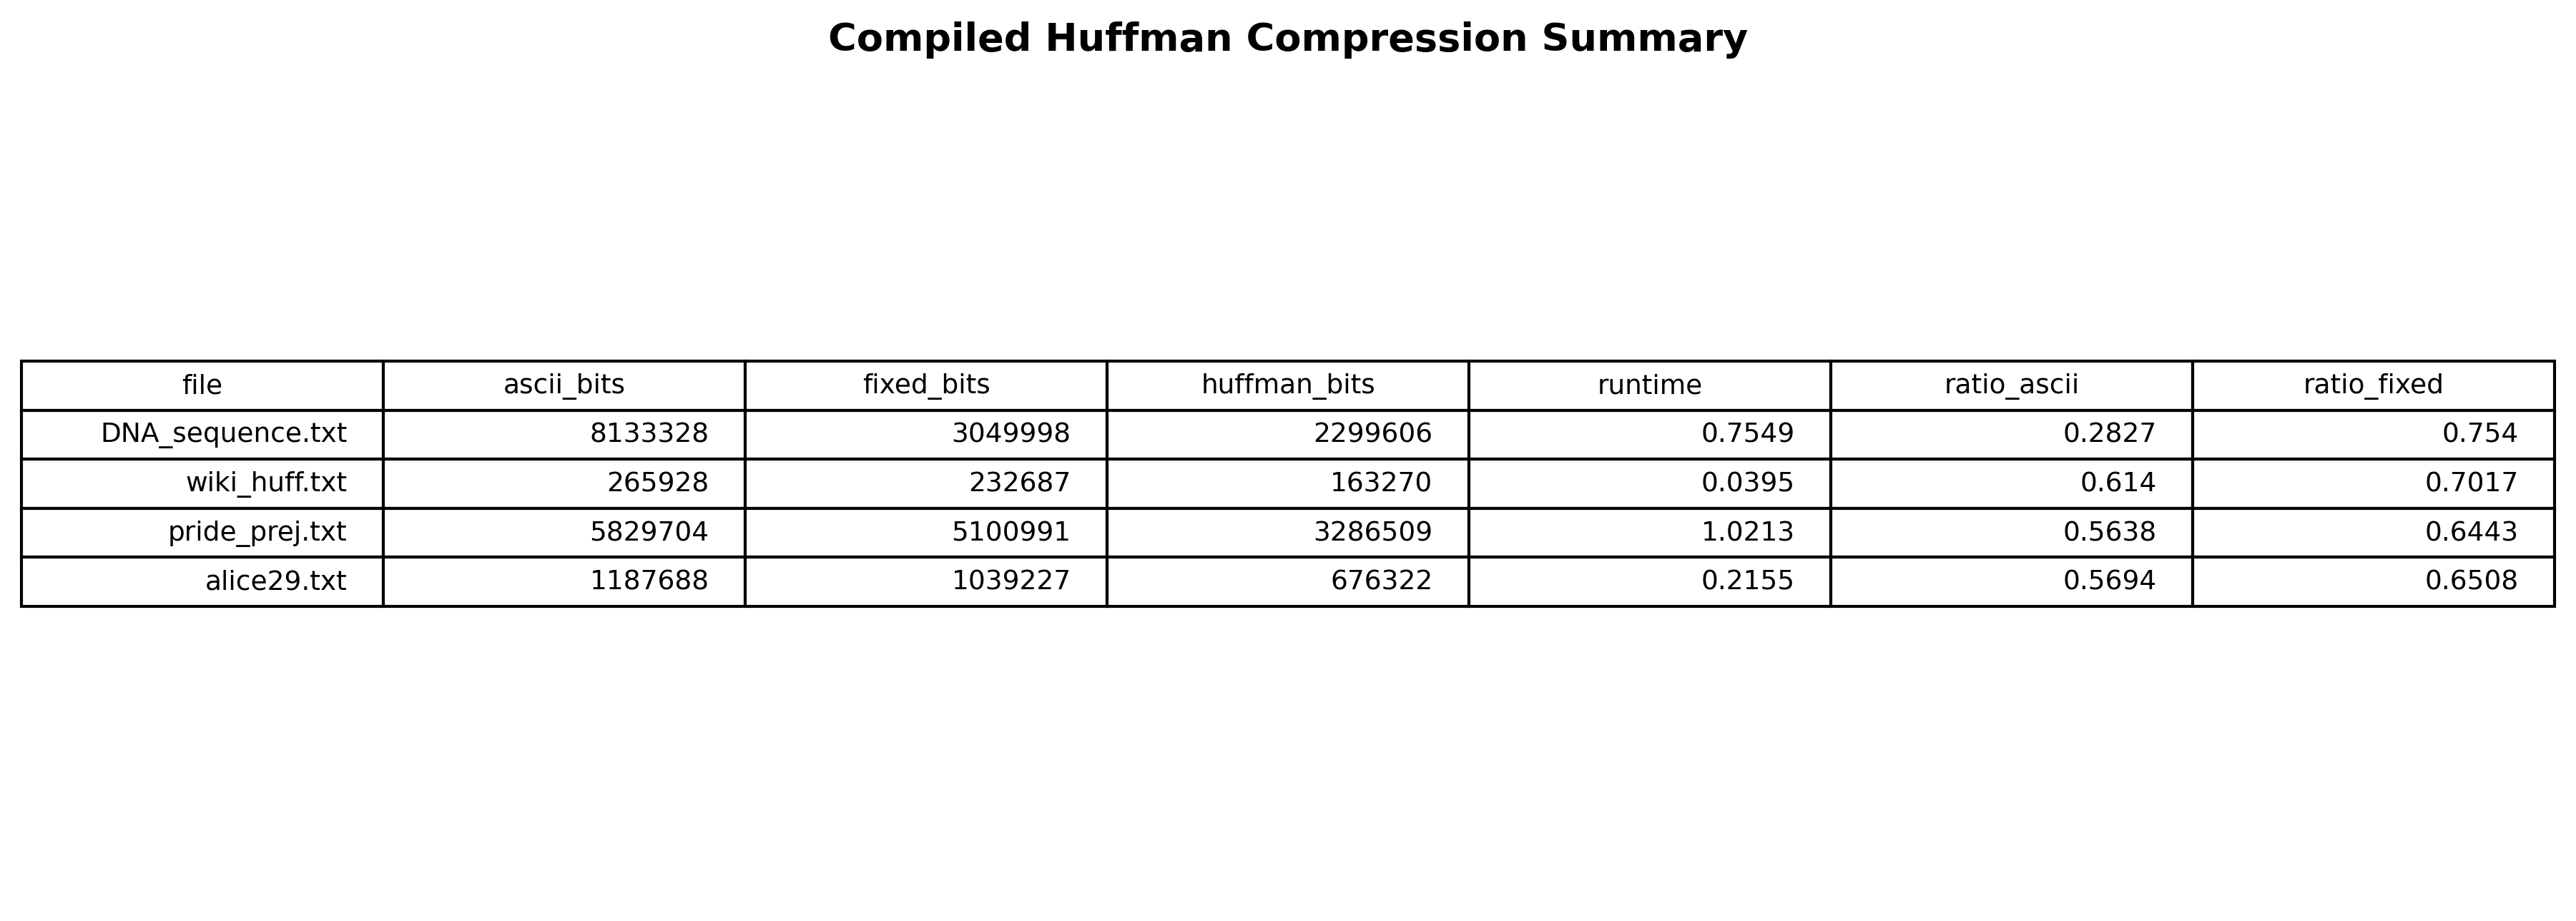 Compiled Huffman Compression Summary
file ascii_bits fixed_bits huffman_bits runtime ratio_ascii ratio_fixed
DNA_sequence.txt 8133328 3049998 2299606 0.7549 0.2827 0.754
wiki_huff.txt 265928 232687 163270 0.0395 0.614 0.7017
pride_prej.txt 5829704 5100991 3286509 1.0213 0.5638 0.6443
alice29.txt 1187688 1039227 676322 0.2155 0.5694 0.6508